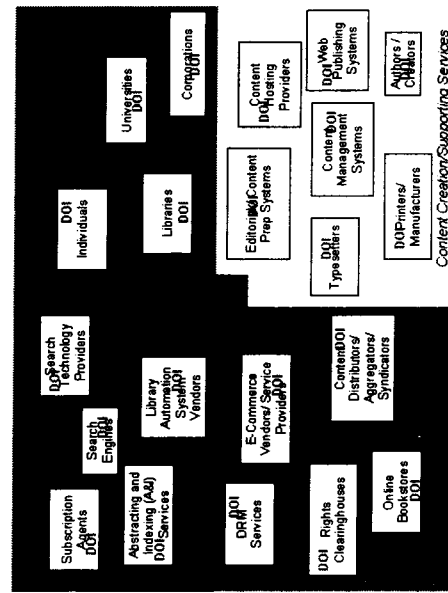 Subscription
Agents
DOI
Search
DOI
Engines
Search
DOI
Technology
Providers
DOI
Individuals
Universities
DOI
Corporations
DOI
Abstracting and
Indexing (A&I)
DOI Services
Library
Automation
DOI
System
Vendors
Libraries
DOI
DOI
DRM
Services
E-Commerce
Vendors/ Service
Providers
DOI
Editorial/Content
DOI
Prep Systems
Content
DOI
Hosting
Providers
DOI Rights
Clearinghouses
Content DOI
Distributors/
Aggregators/
Syndicators
DOI
Typesetters
Content DOI
Management
Systems
Web
DOI
Publishing
Systems
Online
Bookstores
DOI
DOI Printers/
Manufacturers
Authors /
DOI
Creators
Content Creation/Supporting Services